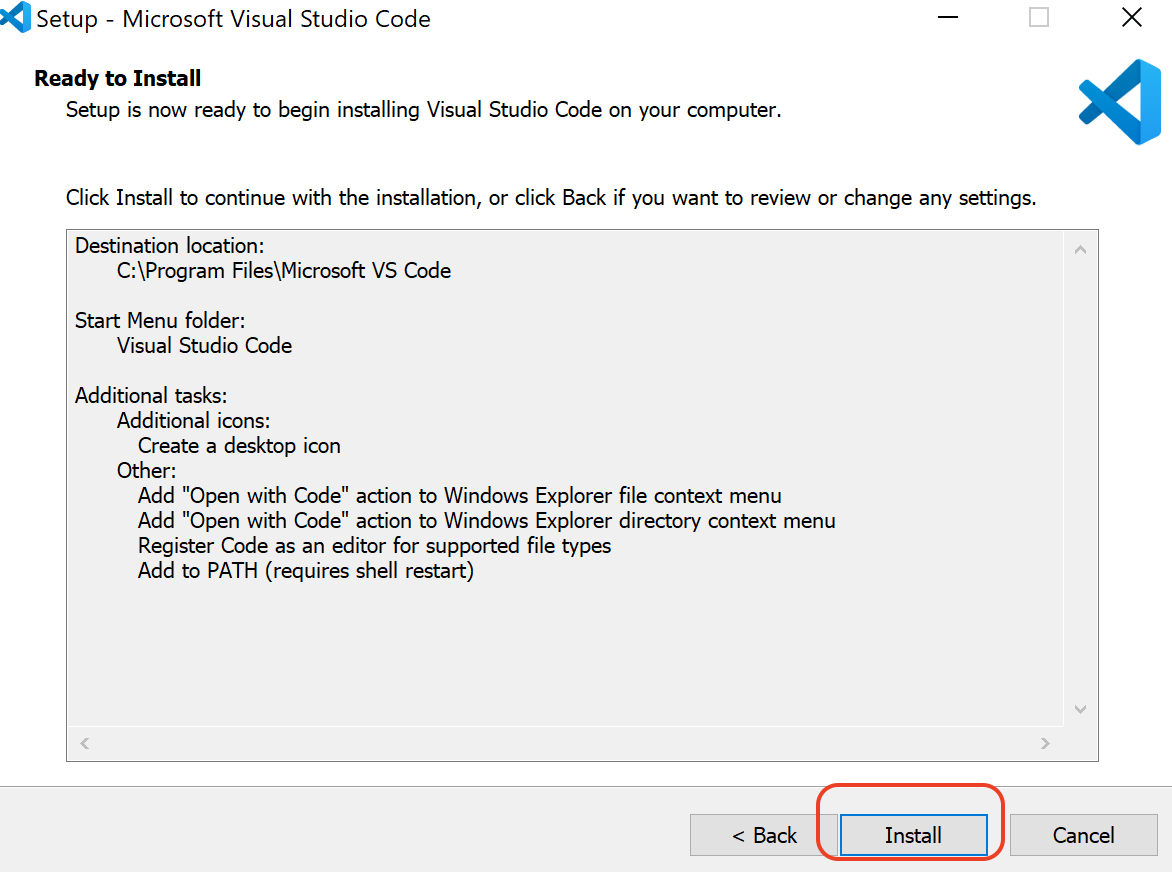 Setup - Microsoft Visual Studio Code
Ready to Install
Setup is now ready to begin installing Visual Studio Code on your computer.
Click Install to continue with the installation, or click Back if you want to review or change any settings.
Destination location:
C:\Program Files\Microsoft VS Code
Start Menu folder:
Visual Studio Code
Additional tasks:
Additional icons:
Create a desktop icon
Other:
Add "Open with Code" action to Windows Explorer file context menu
Add "Open with Code" action to Windows Explorer directory context menu
Register Code as an editor for supported file types
Add to PATH (requires shell restart)
< Back
Install
Cancel